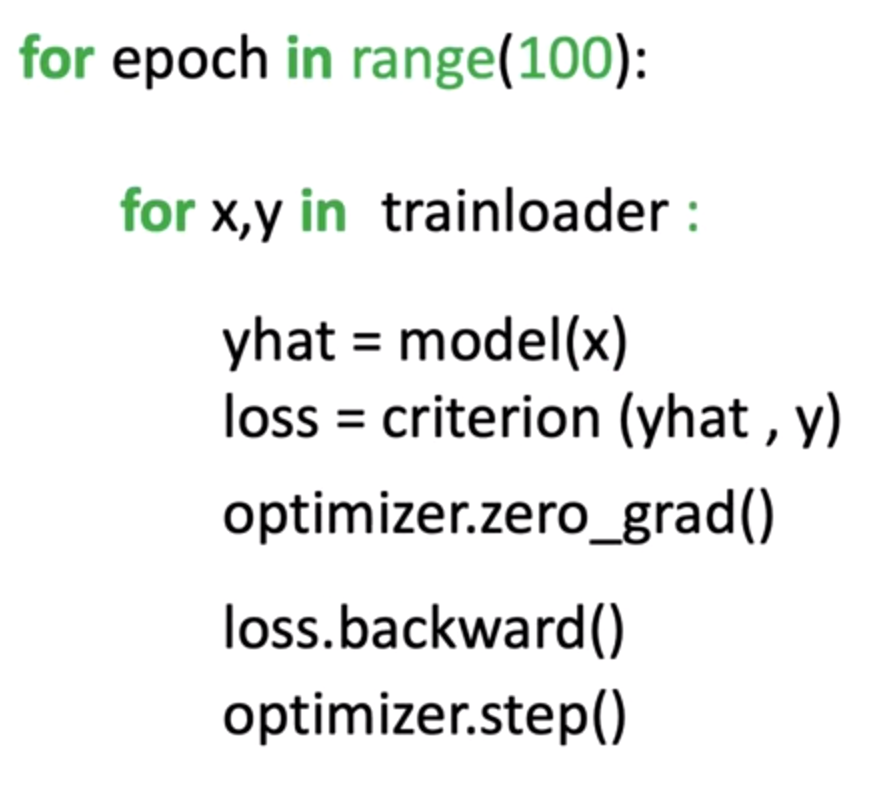 for epoch in range(100):
for x,y in trainloader :
yhat = model(x)
loss = criterion (yhat , y)
optimizer.zero_grad()
loss.backward()
optimizer.step()